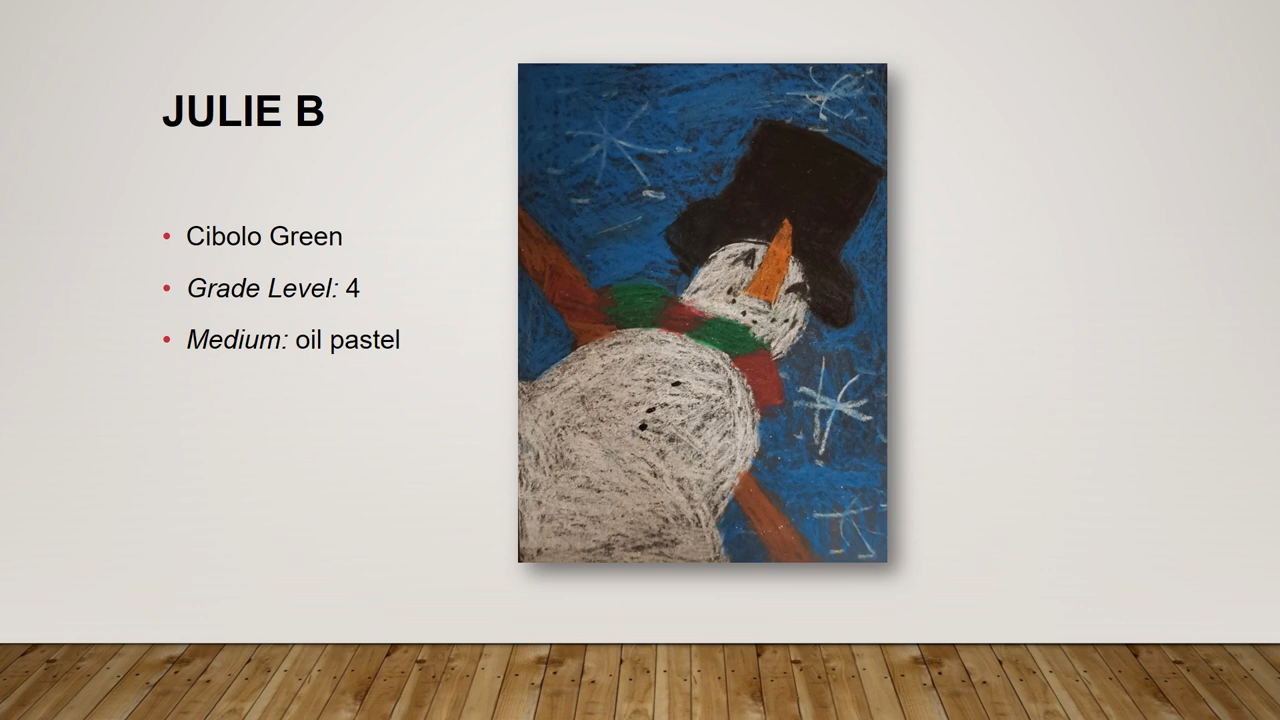 JULIE B
• Cibolo Green
• Grade Level: 4
• Medium: oil pastel